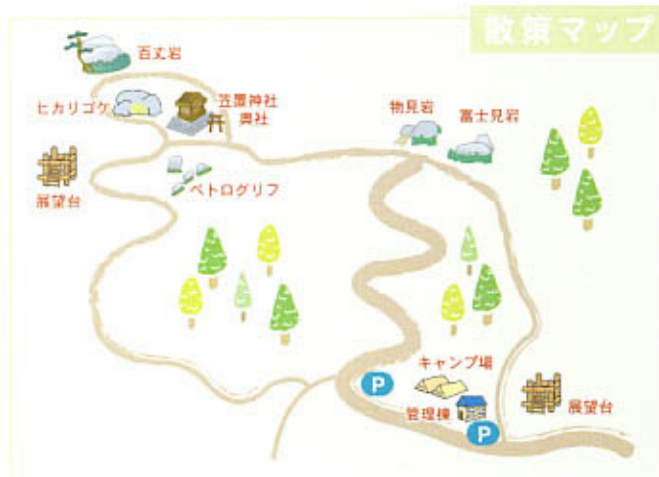 散策マップ
百丈岩
ヒカリゴケ
笠置神社
奥社
物見岩
富士見岩
展望台
ペトログリフ
キャンプ場
P
管理棟
P
展望台